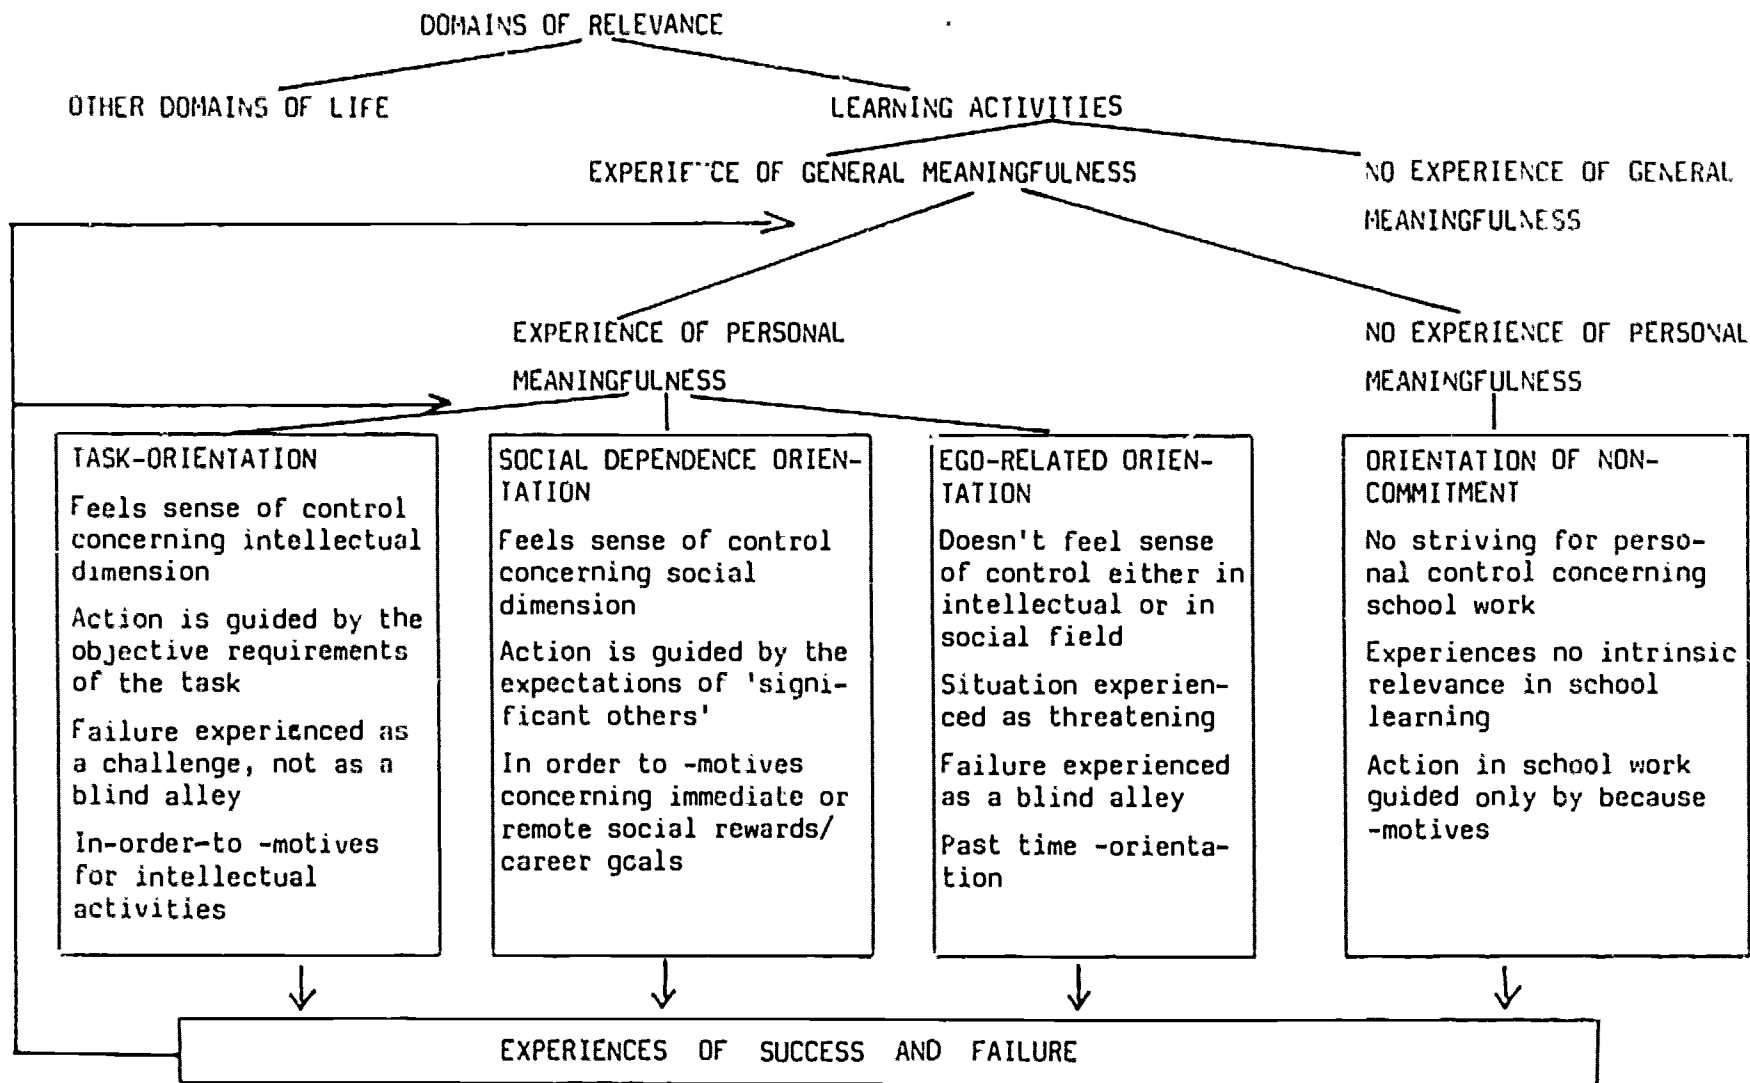 DOMAINS OF RELEVANCE
OTHER DOMAINS OF LIFE
LEARNING ACTIVITIES
EXPERIENCE OF GENERAL MEANINGFULNESS
NO EXPERIENCE OF GENERAL
MEANINGFULNESS
EXPERIENCE OF PERSONAL
MEANINGFULNESS
NO EXPERIENCE OF PERSONAL
MEANINGFULNESS
TASK-ORIENTATION
Feels sense of control
concerning intellectual
dimension
Action is guided by the
objective requirements
of the task
Failure experienced as
a challenge, not as a
blind alley
In-order-to -motives
for intellectual
activities
SOCIAL DEPENDENCE ORIEN-
TATION
Feels sense of control
concerning social
dimension
Action is guided by the
expectations of 'signi-
ficant others'
In order to -motives
concerning immediate or
remote social rewards/
career goals
EGO-RELATED ORIEN-
TATION
Doesn't feel sense
of control either in
intellectual or in
social field
Situation experien-
ced as threatening
Failure experienced
as a blind alley
Past time -orienta-
tion
ORIENTATION OF NON-
COMMITMENT
No striving for perso-
nal control concerning
school work
Experiences no intrinsic
relevance in school
learning
Action in school work
guided only by because
-motives
EXPERIENCES OF SUCCESS AND FAILURE